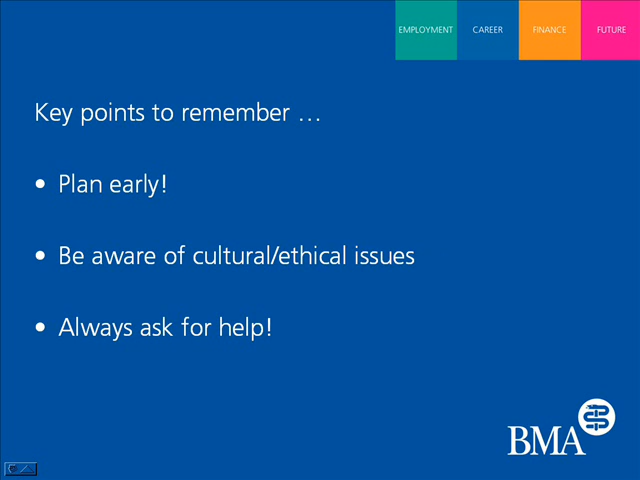 EMPLOYMENT CAREER FINANCE FUTURE
Key points to remember …
• Plan early!
• Be aware of cultural/ethical issues
• Always ask for help!
BMA